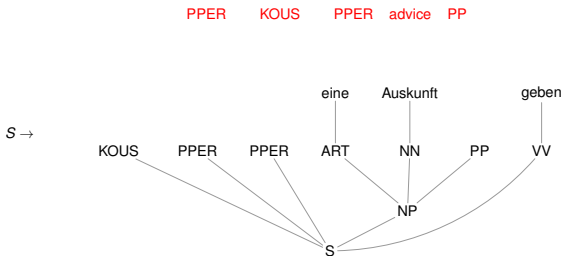 PPER KOUS PPER advice PP
eine Auskunft geben
S →
KOUS PPER PPER ART NN PP VV
NP
S